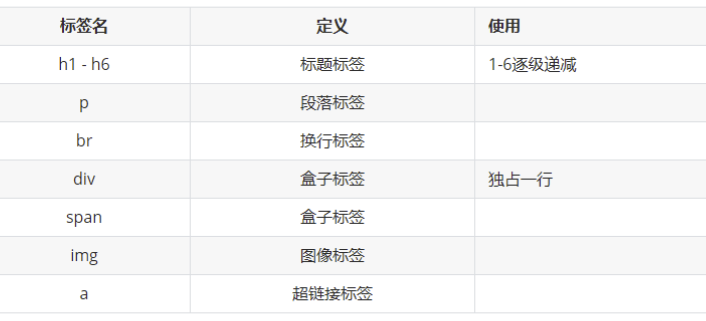 标签名 定义 使用
h1 - h6 标题标签 1-6逐级递减
p 段落标签
br 换行标签
div 盒子标签 独占一行
span 盒子标签
img 图像标签
a 超链接标签